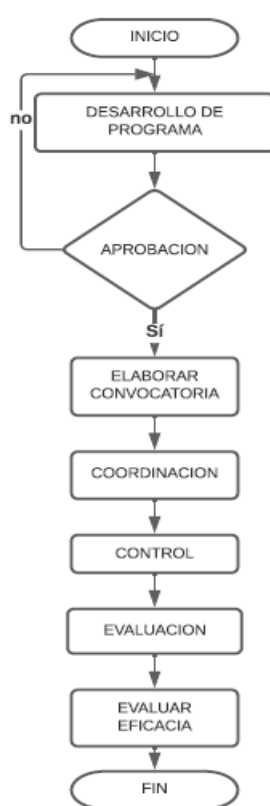 INICIO
no
DESARROLLO DE
PROGRAMA
APROBACION
Sí
ELABORAR
CONVOCATORIA
COORDINACION
CONTROL
EVALUACION
EVALUAR
EFICACIA
FIN